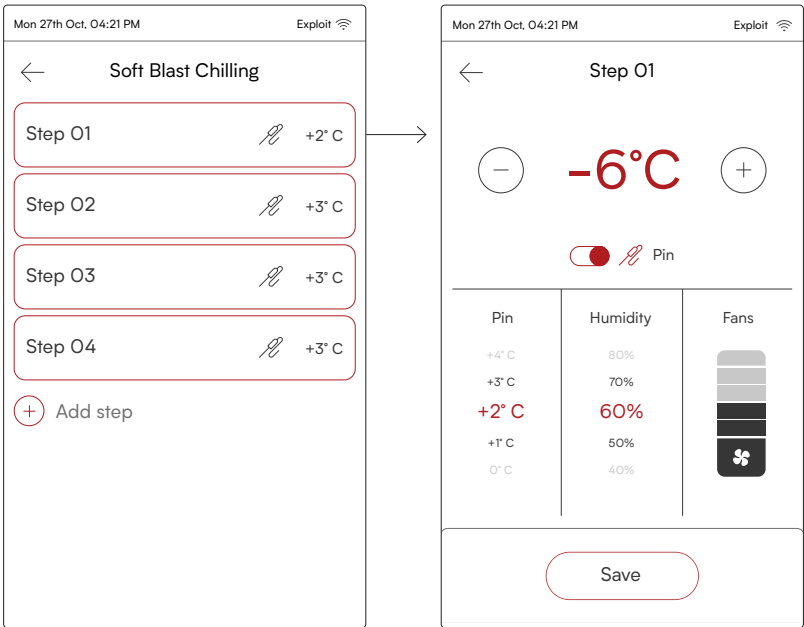 Mon 27th Oct, 04:21 PM Exploit
Soft Blast Chilling
Step 01 +2° C
Step 02 +3° C
Step 03 +3° C
Step 04 +3° C
Add step
Mon 27th Oct, 04:21 PM Exploit
Step 01
-6°C
Pin
Pin Humidity Fans
+4° C 80%
+3° C 70%
+2° C 60%
+1° C 50%
0° C 40%
Save